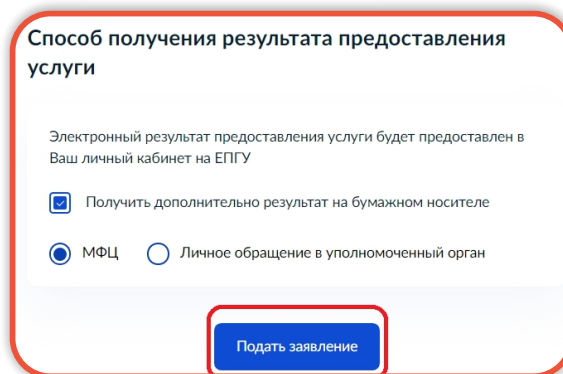 Способ получения результата предоставления
услуги
Электронный результат предоставления услуги будет предоставлен в
Ваш личный кабинет на ЕПГУ
Получить дополнительно результат на бумажном носителе
МФЦ Личное обращение в уполномоченный орган
Подать заявление